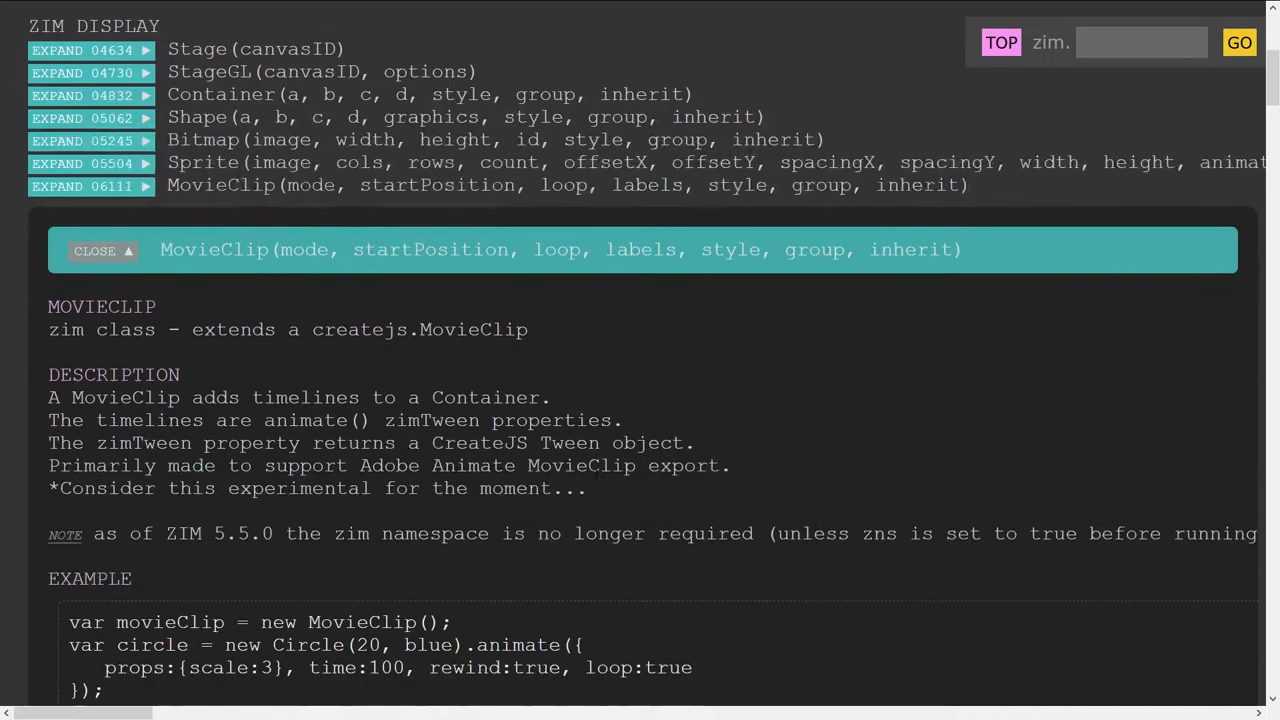 ZIM DISPLAY
TOP zim. GO
EXPAND 04634 ▶ Stage(canvasID)
EXPAND 04730 ▶ StageGL(canvasID, options)
EXPAND 04832 ▶ Container(a, b, c, d, style, group, inherit)
EXPAND 05062 ▶ Shape(a, b, c, d, graphics, style, group, inherit)
EXPAND 05245 ▶ Bitmap(image, width, height, id, style, group, inherit)
EXPAND 05504 ▶ Sprite(image, cols, rows, count, offsetX, offsetY, spacingX, spacingY, width, height, animat
EXPAND 06111 ▶ MovieClip(mode, startPosition, loop, labels, style, group, inherit)
CLOSE ▲ MovieClip(mode, startPosition, loop, labels, style, group, inherit)
MOVIECLIP
zim class - extends a createjs.MovieClip
DESCRIPTION
A MovieClip adds timelines to a Container.
The timelines are animate() zimTween properties.
The zimTween property returns a CreateJS Tween object.
Primarily made to support Adobe Animate MovieClip export.
*Consider this experimental for the moment...
NOTE as of ZIM 5.5.0 the zim namespace is no longer required (unless zns is set to true before running
EXAMPLE
var movieClip = new MovieClip();
var circle = new Circle(20, blue).animate({
props:{scale:3}, time:100, rewind:true, loop:true
});